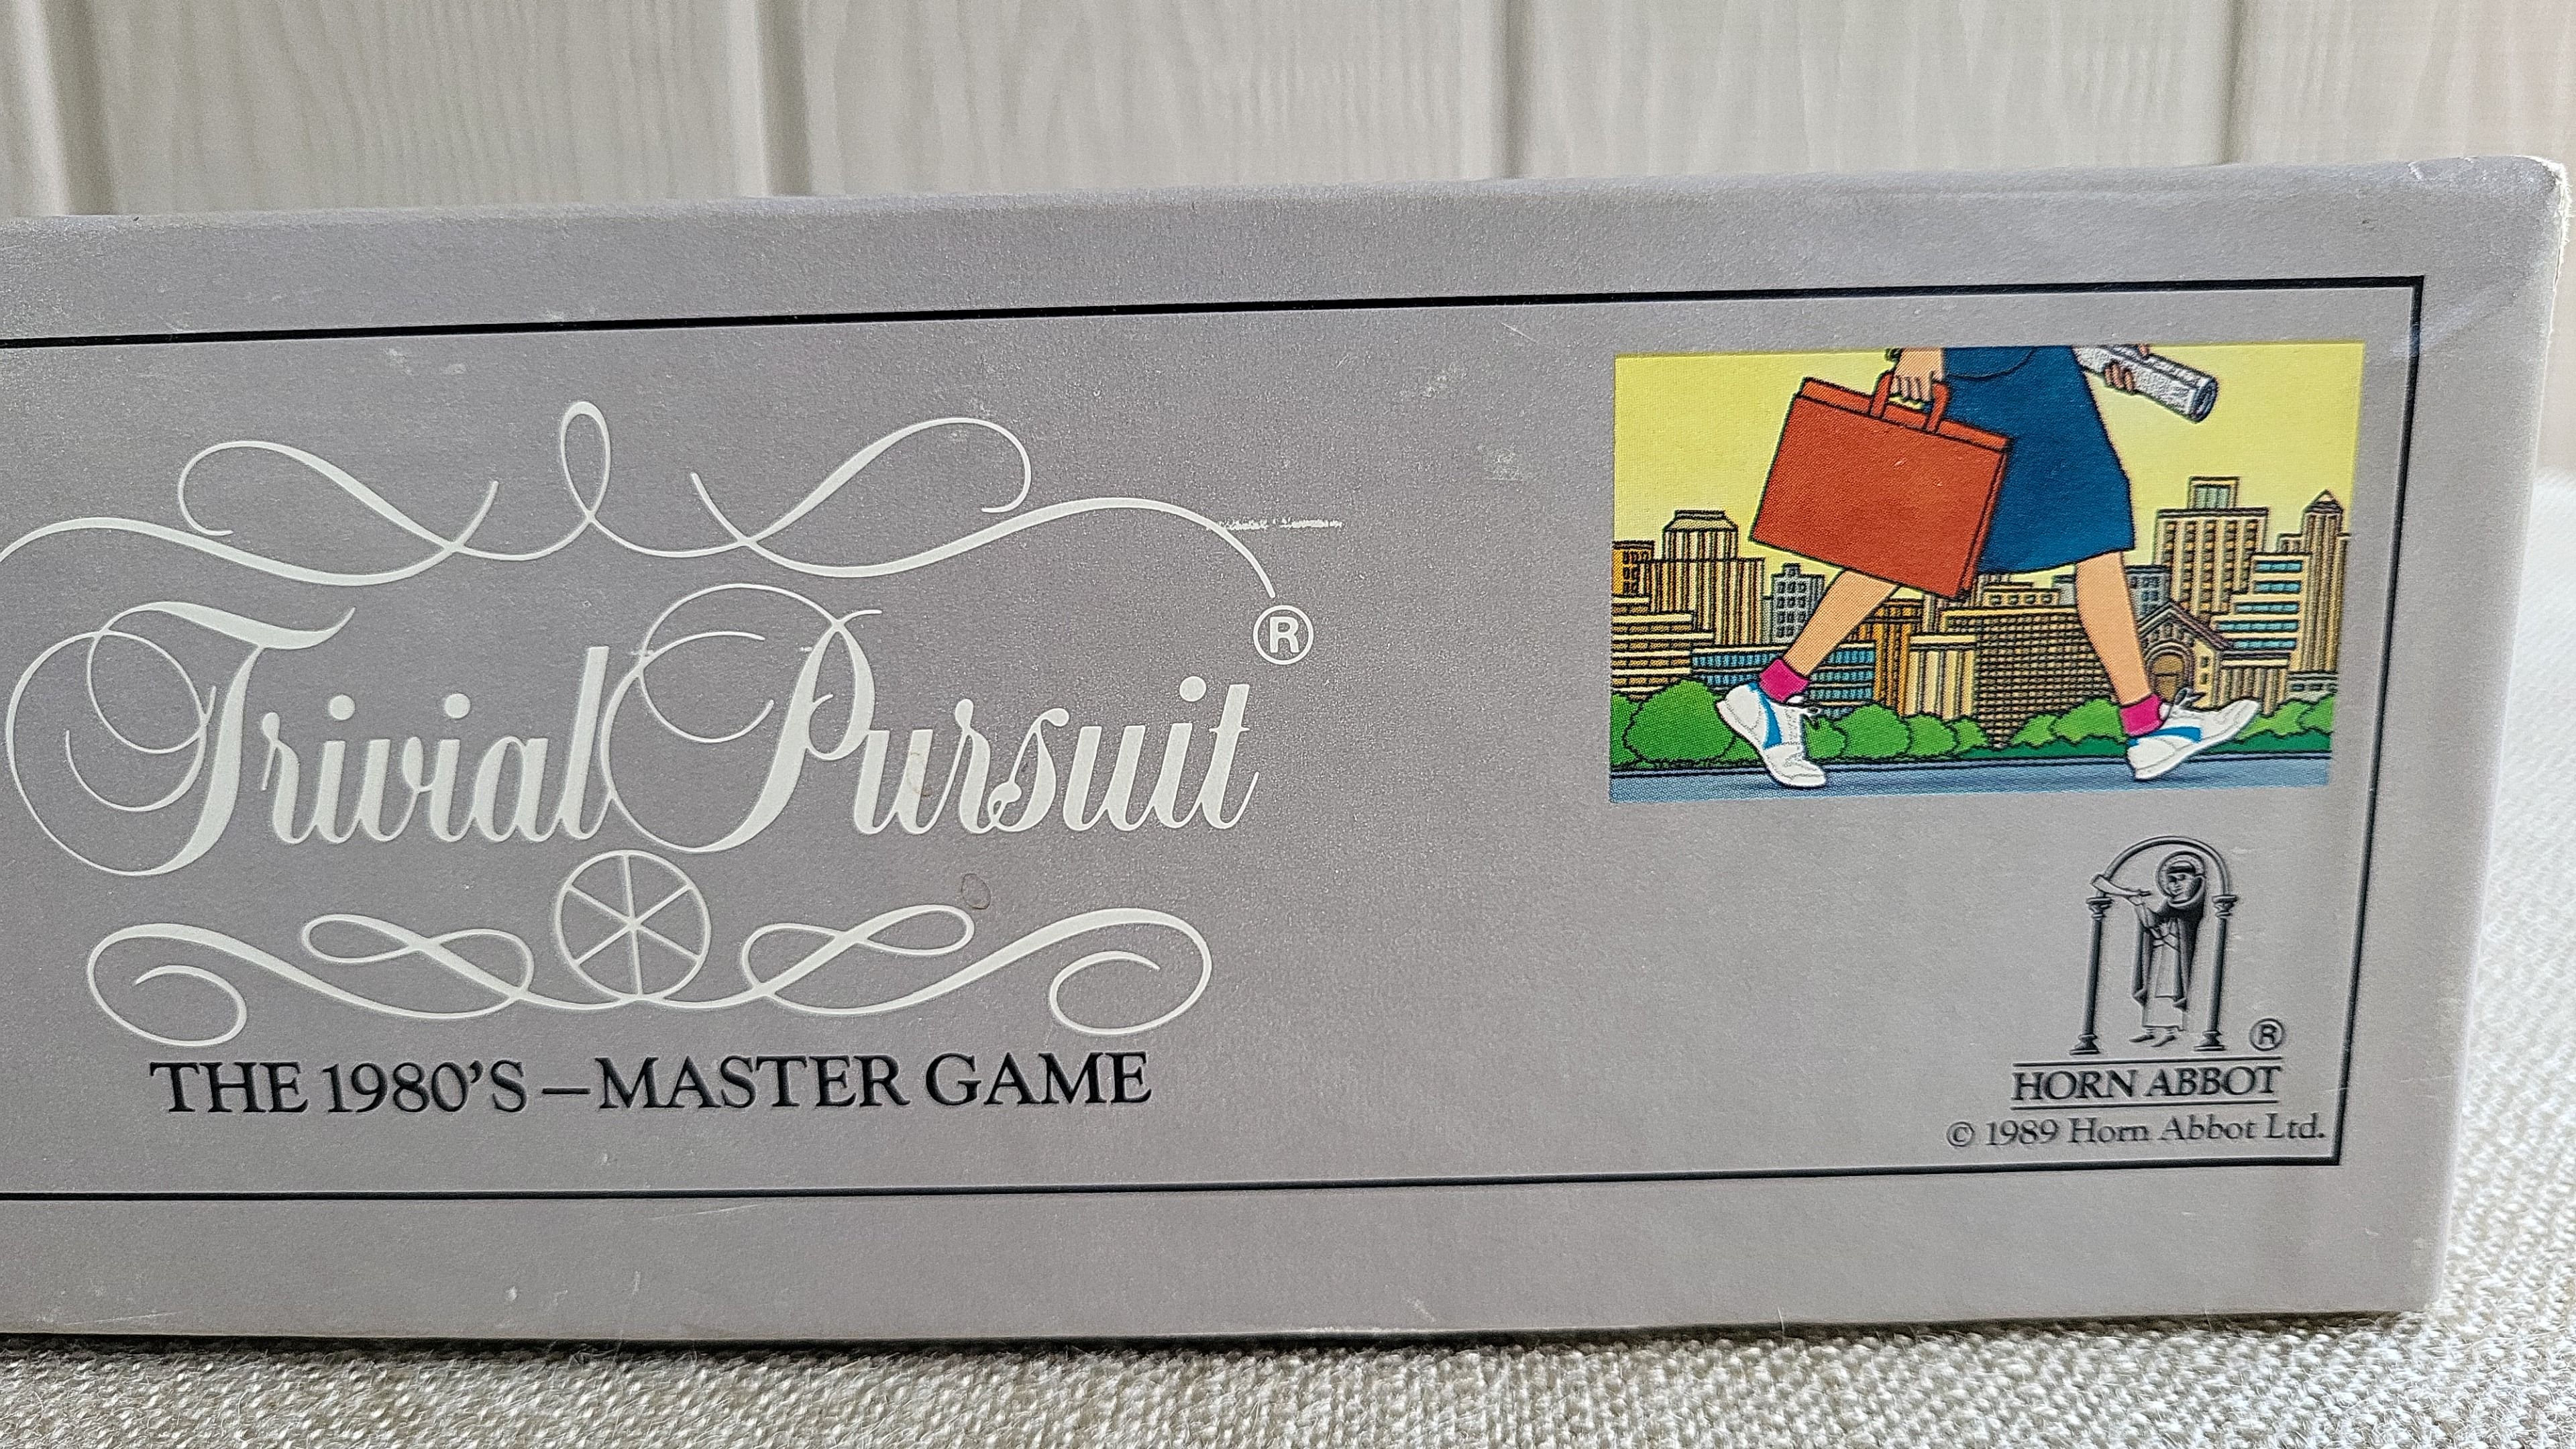 Trivial Pursuit ®
THE 1980'S – MASTER GAME
®
HORN ABBOT
© 1989 Horn Abbot Ltd.